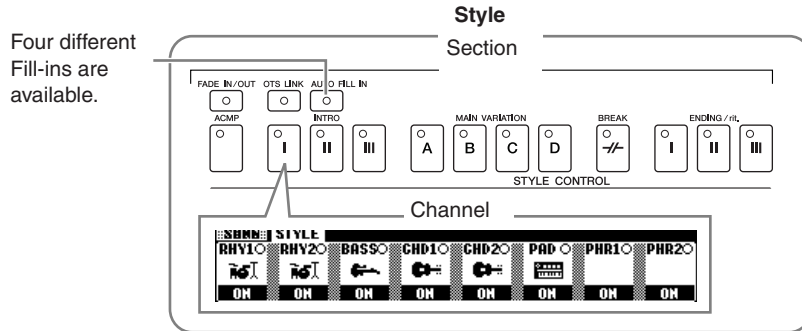 Style
Four different
Fill-ins are
available.
Section
FADE IN/OUT OTS LINK AUTO FILL IN
ACMP INTRO MAIN VARIATION BREAK ENDING / rit.
I II III A B C D I II III
STYLE CONTROL
Channel
SONG STYLE
RHY1 RHY2 BASS CHD1 CHD2 PAD PHR1 PHR2
ON ON ON ON ON ON ON ON